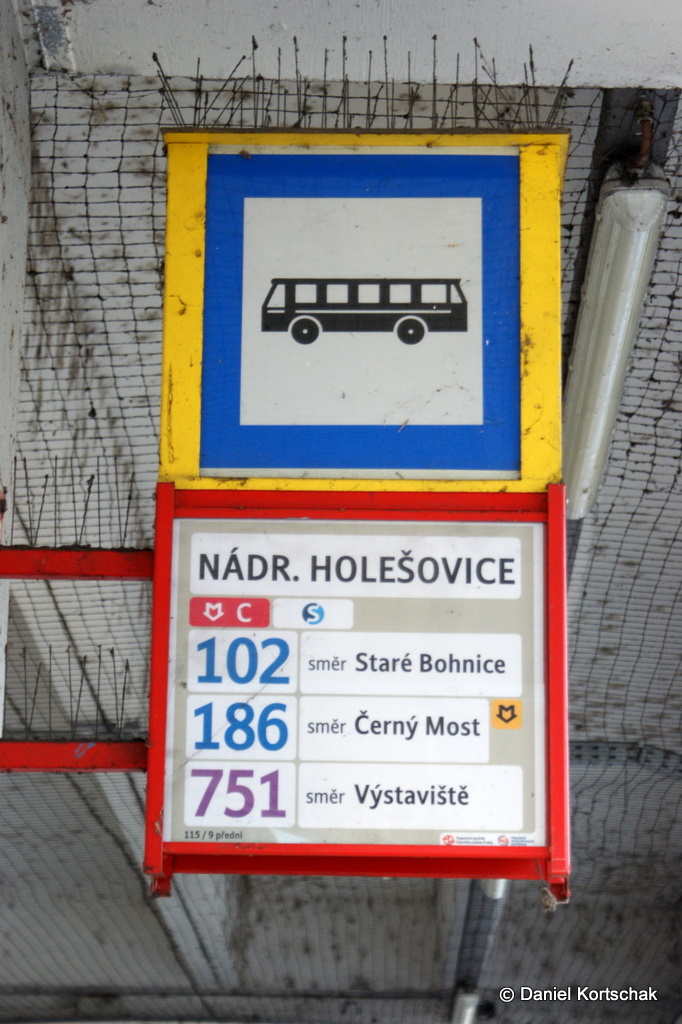 NÁDR. HOLEŠOVICE
C S
102 směr Staré Bohnice
186 směr Černý Most
751 směr Výstaviště
115 / 9 přední
© Daniel Kortschak